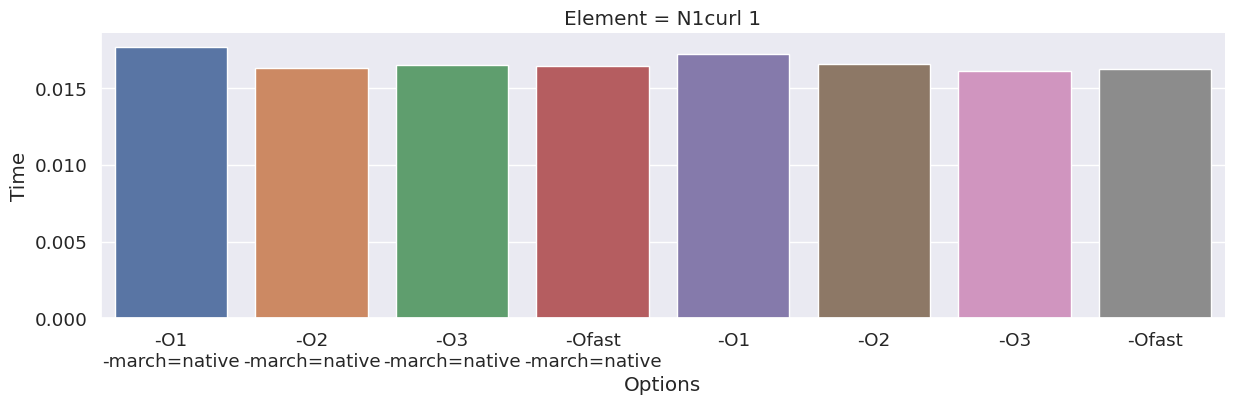 Element = N1curl 1
Time
0.015
0.010
0.005
0.000
-O1 -O2 -O3 -Ofast -O1 -O2 -O3 -Ofast
-march=native -march=native -march=native -march=native
Options